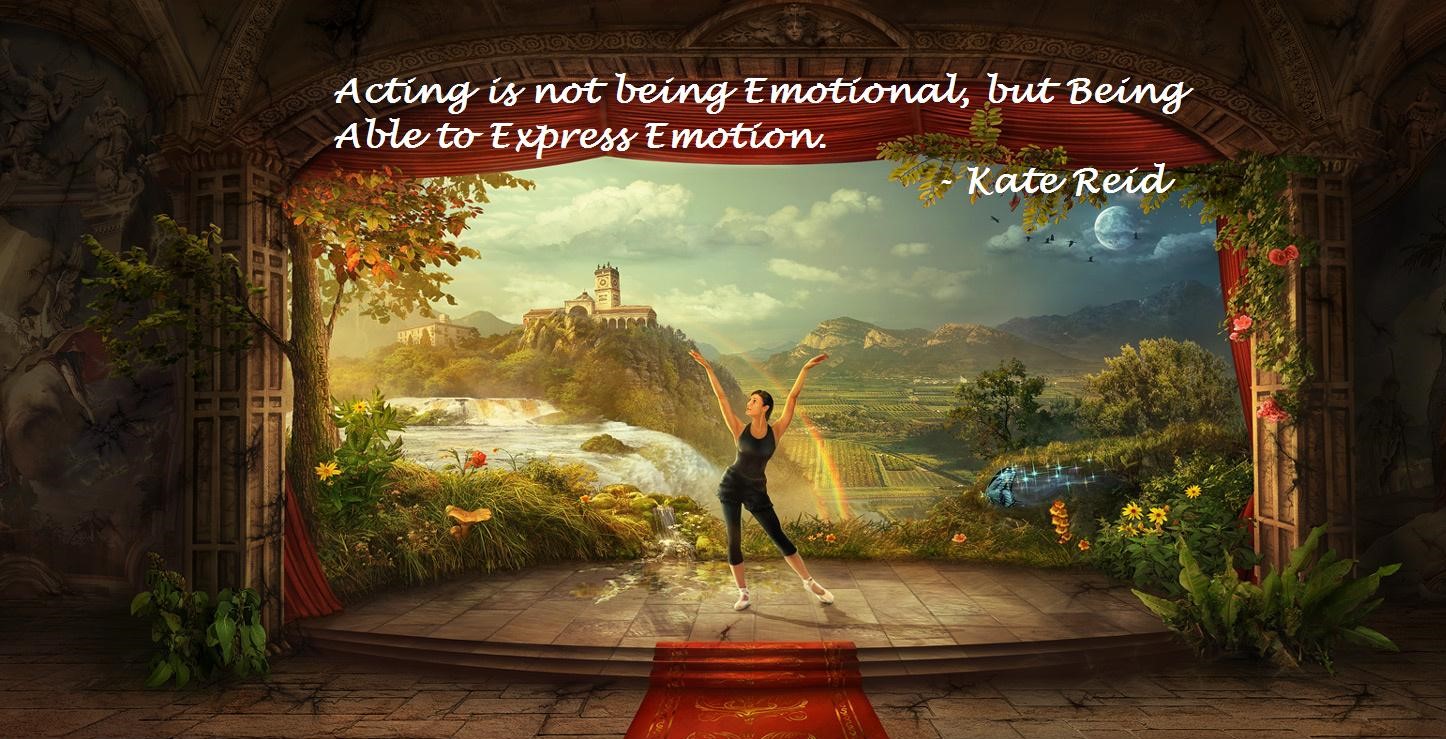 Acting is not being Emotional, but Being
Able to Express Emotion.
- Kate Reid